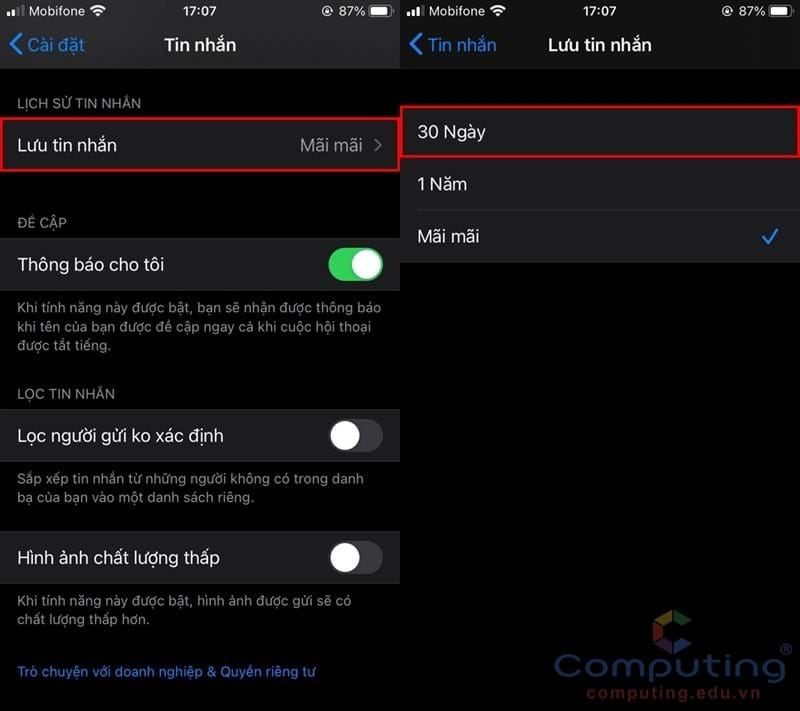 Mobifone 17:07 87%
Cài đặt Tin nhắn
LỊCH SỬ TIN NHẮN
Lưu tin nhắn Mãi mãi
ĐỀ CẬP
Thông báo cho tôi
Khi tính năng này được bật, bạn sẽ nhận được thông báo
khi tên của bạn được đề cập ngay cả khi cuộc hội thoại
được tắt tiếng.
LỌC TIN NHẮN
Lọc người gửi ko xác định
Sắp xếp tin nhắn từ những người không có trong danh
bạ của bạn vào một danh sách riêng.
Hình ảnh chất lượng thấp
Khi tính năng này được bật, hình ảnh được gửi sẽ có
chất lượng thấp hơn.
Trò chuyện với doanh nghiệp & Quyền riêng tư
Mobifone 17:07 87%
Tin nhắn Lưu tin nhắn
30 Ngày
1 Năm
Mãi mãi
Computing®
computing.edu.vn